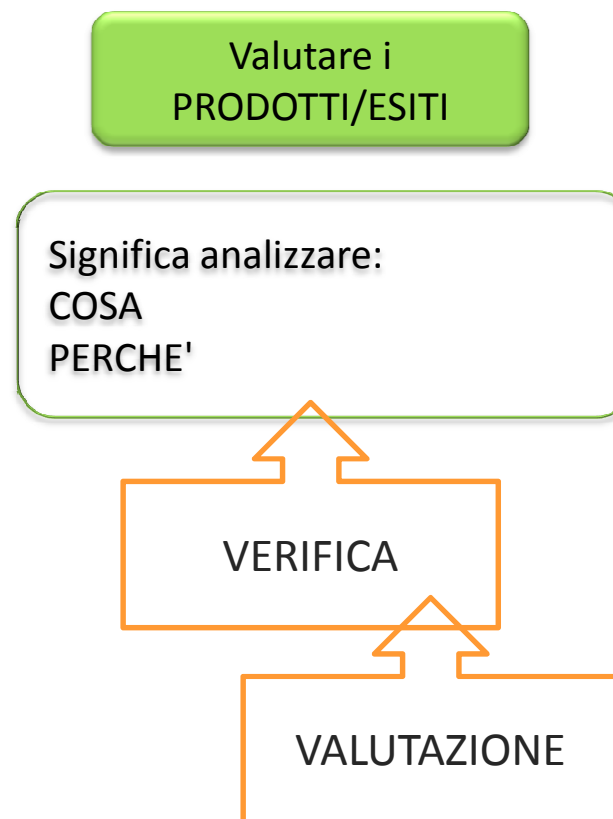 Valutare i
PRODOTTI/ESITI
Significa analizzare:
COSA
PERCHE'
VERIFICA
VALUTAZIONE